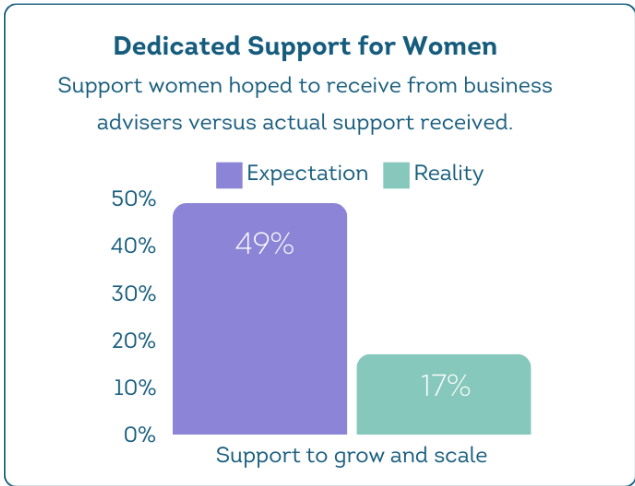 Dedicated Support for Women
Support women hoped to receive from business
advisers versus actual support received.
Expectation Reality
50%
40%
30%
20%
10%
0%
49%
17%
Support to grow and scale